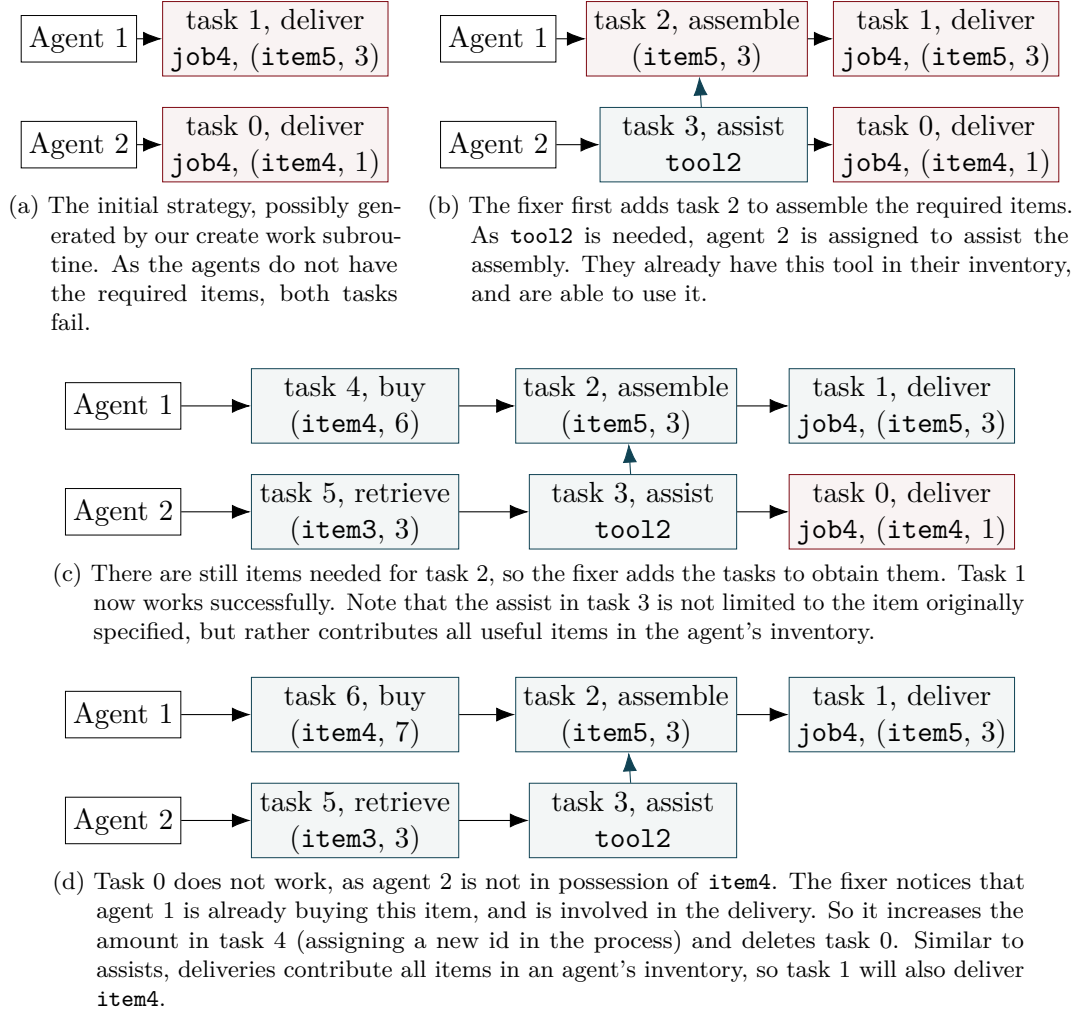 Agent 1
task 1, deliver
job4, (item5, 3)
Agent 2
task 0, deliver
job4, (item4, 1)
(a) The initial strategy, possibly gen-
erated by our create work subrou-
tine. As the agents do not have
the required items, both tasks
fail.
Agent 1
task 2, assemble
(item5, 3)
task 1, deliver
job4, (item5, 3)
Agent 2
task 3, assist
tool2
task 0, deliver
job4, (item4, 1)
(b) The fixer first adds task 2 to assemble the required items.
As tool2 is needed, agent 2 is assigned to assist the
assembly. They already have this tool in their inventory,
and are able to use it.
Agent 1
task 4, buy
(item4, 6)
task 2, assemble
(item5, 3)
task 1, deliver
job4, (item5, 3)
Agent 2
task 5, retrieve
(item3, 3)
task 3, assist
tool2
task 0, deliver
job4, (item4, 1)
(c) There are still items needed for task 2, so the fixer adds the tasks to obtain them. Task 1
now works successfully. Note that the assist in task 3 is not limited to the item originally
specified, but rather contributes all useful items in the agent's inventory.
Agent 1
task 6, buy
(item4, 7)
task 2, assemble
(item5, 3)
task 1, deliver
job4, (item5, 3)
Agent 2
task 5, retrieve
(item3, 3)
task 3, assist
tool2
(d) Task 0 does not work, as agent 2 is not in possession of item4. The fixer notices that
agent 1 is already buying this item, and is involved in the delivery. So it increases the
amount in task 4 (assigning a new id in the process) and deletes task 0. Similar to
assists, deliveries contribute all items in an agent's inventory, so task 1 will also deliver
item4.